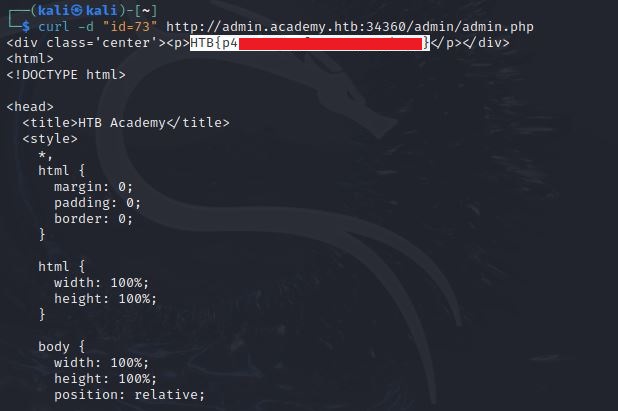 ┌──(kali㉿kali)-[~]
└─$ curl -d "id=73" http://admin.academy.htb:34360/admin/admin.php
<div class='center'><p>HTB{p4 }</p></div>
<html>
<!DOCTYPE html>
<head>
<title>HTB Academy</title>
<style>
*,
html {
margin: 0;
padding: 0;
border: 0;
}
html {
width: 100%;
height: 100%;
}
body {
width: 100%;
height: 100%;
position: relative;